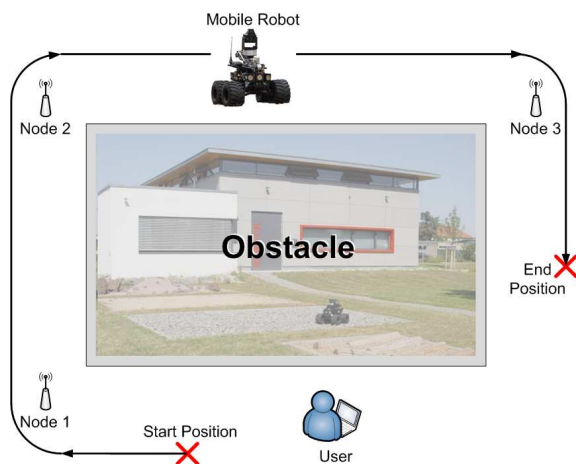 Mobile Robot
Node 2
Node 3
Obstacle
End
Position
Node 1
Start Position
User